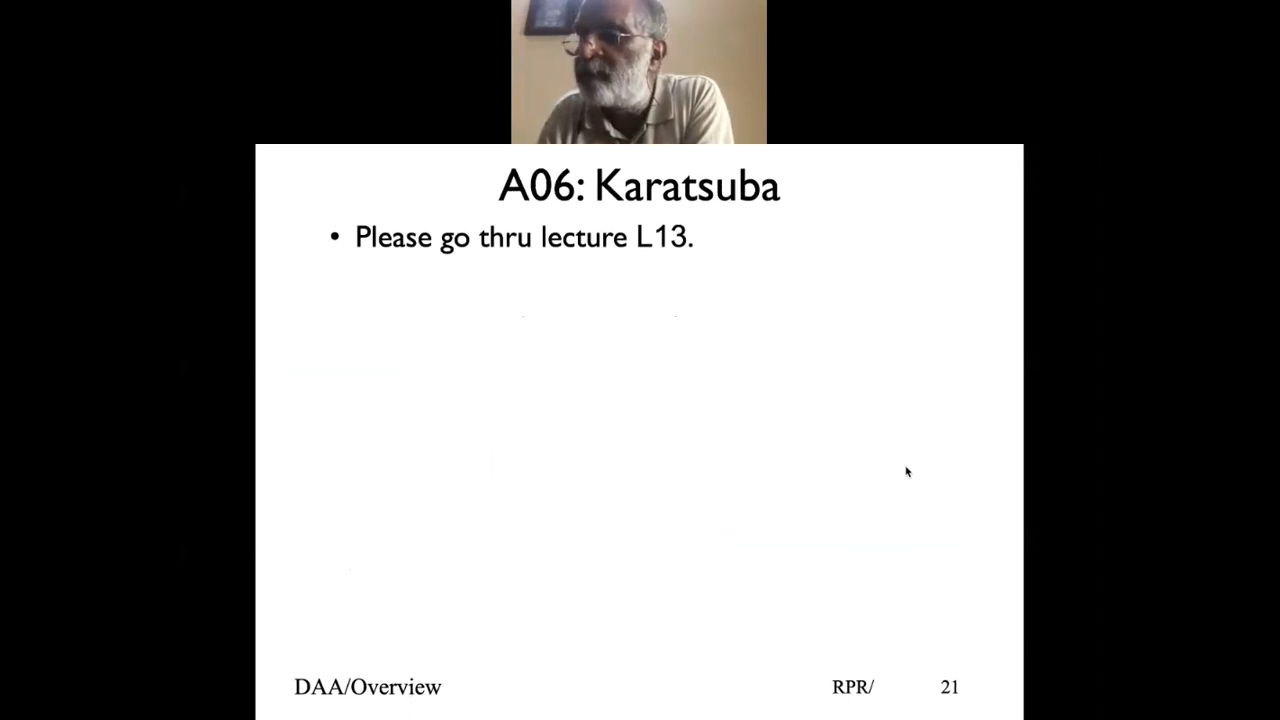 A06: Karatsuba
• Please go thru lecture L13.
DAA/Overview RPR/ 21